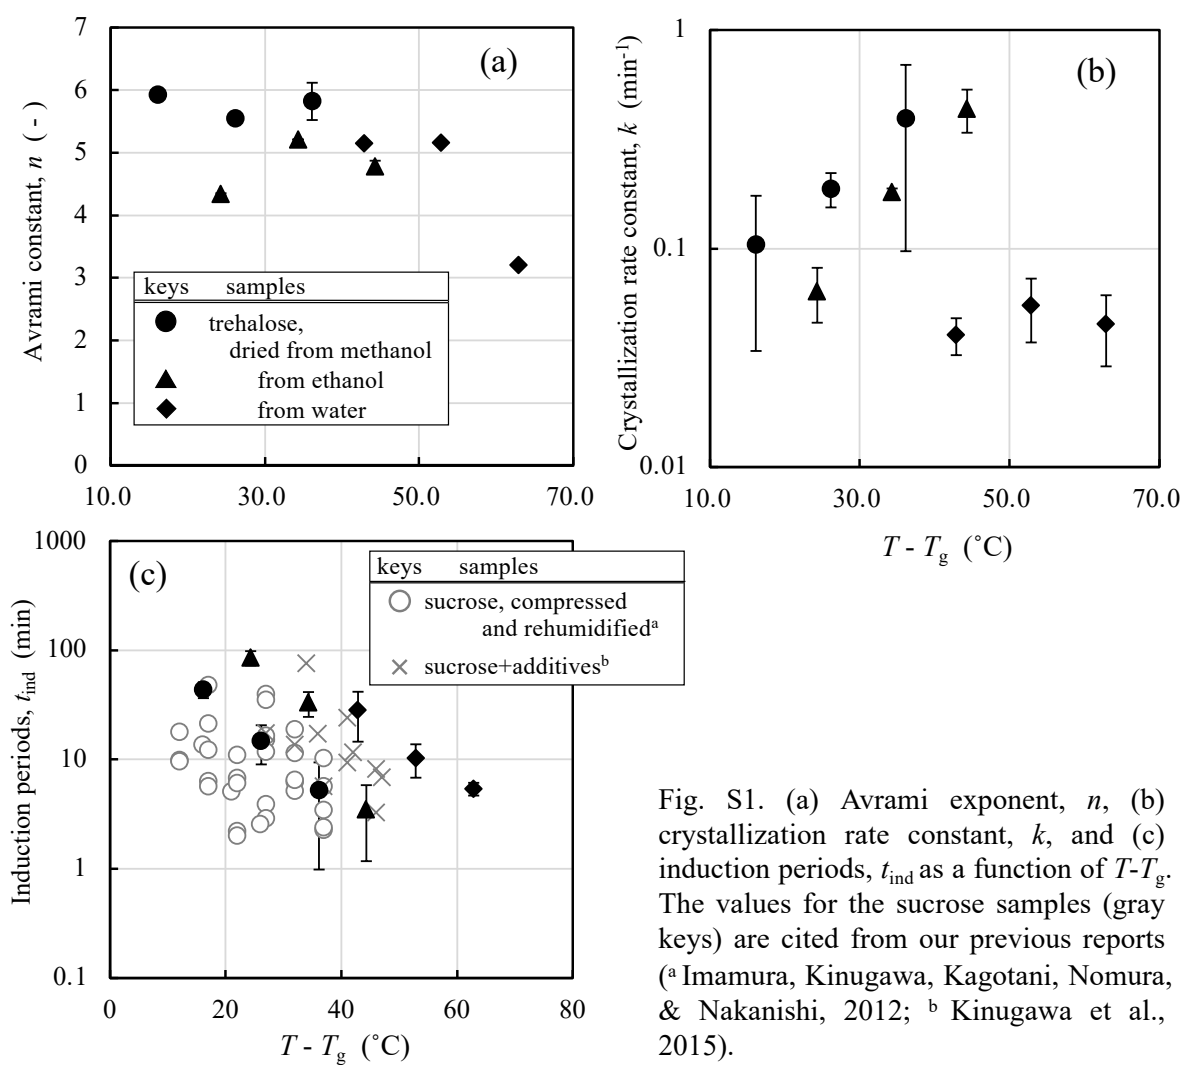 (a)
Avrami constant, n ( - )
7
6
5
4
3
2
1
0
10.0 30.0 50.0 70.0
keys samples
trehalose,
dried from methanol
from ethanol
from water
(b)
Crystallization rate constant, k (min-1)
1
0.1
0.01
10.0 30.0 50.0 70.0
T - Tg (˚C)
(c)
Induction periods, tind (min)
1000
100
10
1
0.1
0 20 40 60 80
T - Tg (˚C)
keys samples
sucrose, compressed
and rehumidifieda
sucrose+additivesb
Fig. S1. (a) Avrami exponent, n, (b)
crystallization rate constant, k, and (c)
induction periods, tind as a function of T-Tg.
The values for the sucrose samples (gray
keys) are cited from our previous reports
(a Imamura, Kinugawa, Kagotani, Nomura,
& Nakanishi, 2012; b Kinugawa et al.,
2015).